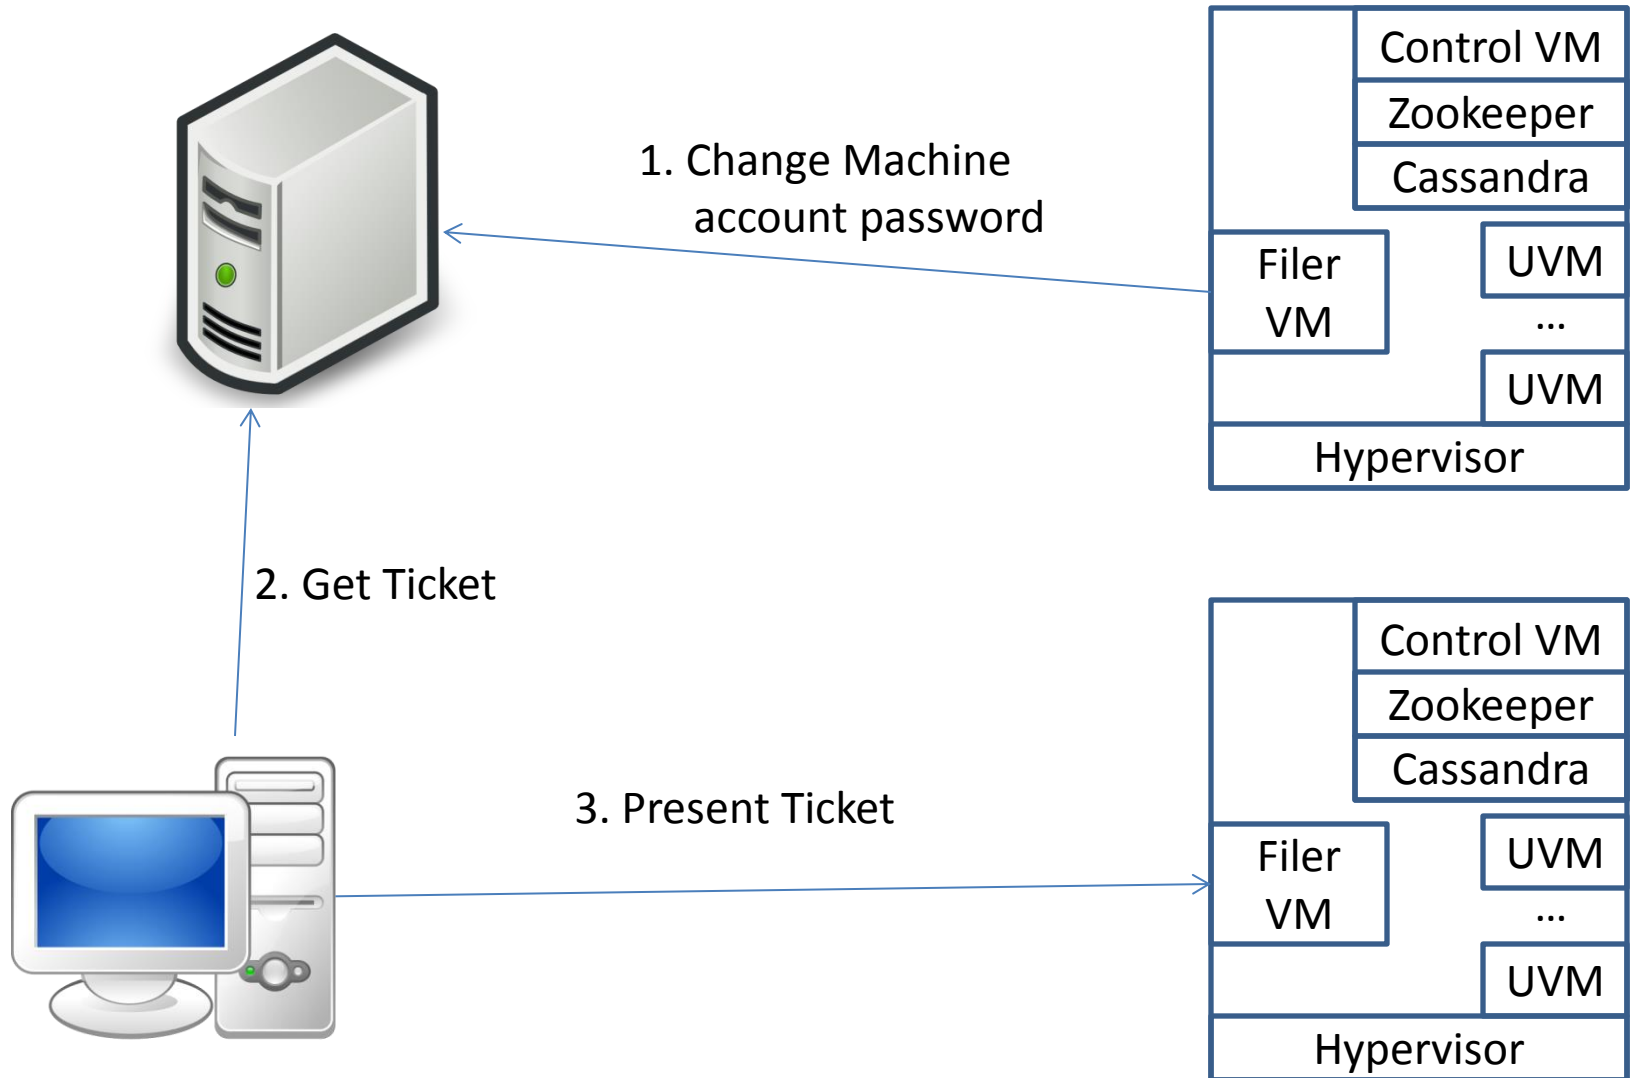 Control VM
Zookeeper
Cassandra
1. Change Machine
account password
Filer
VM
UVM
...
UVM
Hypervisor
2. Get Ticket
Control VM
Zookeeper
Cassandra
3. Present Ticket
Filer
VM
UVM
...
UVM
Hypervisor